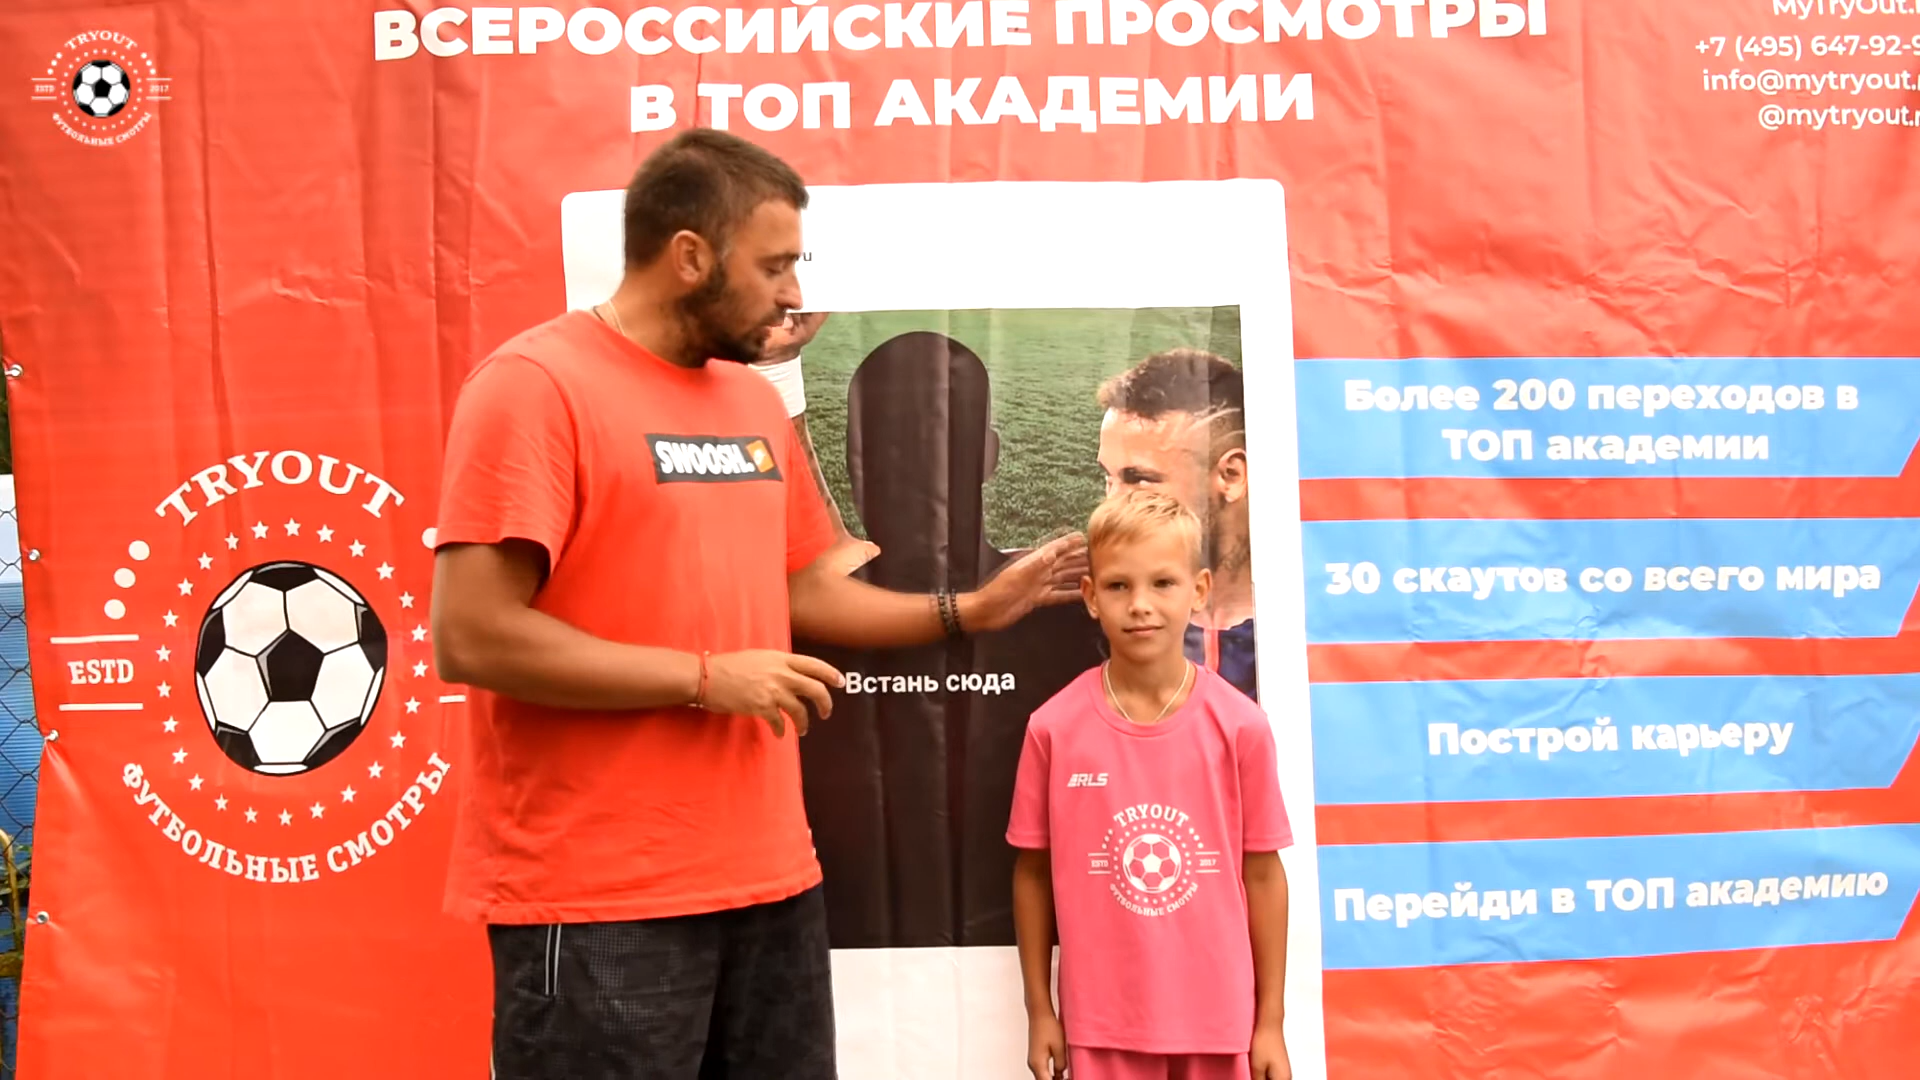 TRYOUT
ESTD
2017
ФУТБОЛЬНЫЕ СМОТРЫ
ВСЕРОССИЙСКИЕ ПРОСМОТРЫ
В ТОП АКАДЕМИИ
MyTryOut.
+7 (495) 647-92-9
info@mytryout.
@mytryout.r
SWOOSH.
TRYOUT
ESTD
ФУТБОЛЬНЫЕ СМОТРЫ
Встань сюда
Более 200 переходов в
ТОП академии
30 скаутов со всего мира
Построй карьеру
Перейди в ТОП академию
RLS
TRYOUT
ESTD
2017
ФУТБОЛЬНЫЕ СМОТРЫ